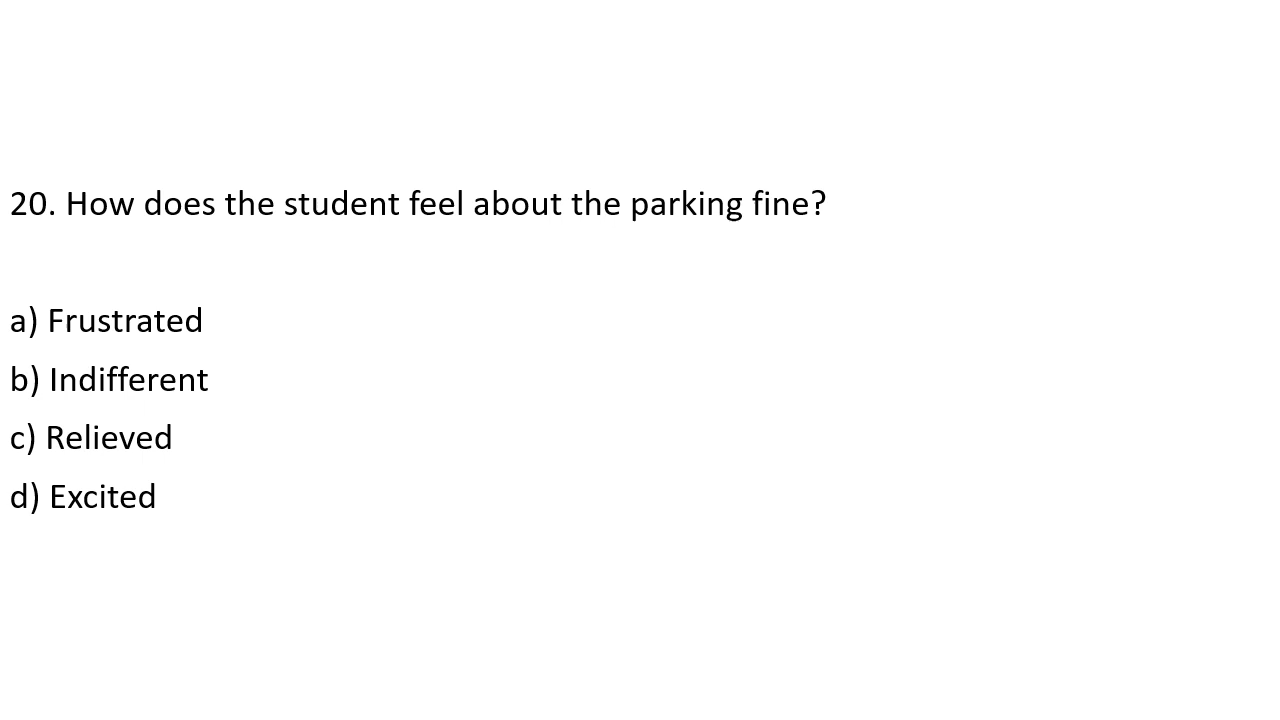 20. How does the student feel about the parking fine?
a) Frustrated
b) Indifferent
c) Relieved
d) Excited